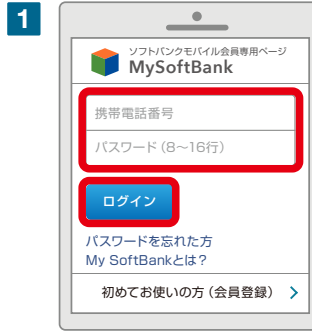 1
ソフトバンクモバイル会員専用ページ
MySoftBank
携帯電話番号
パスワード（8～16行）
ログイン
パスワードを忘れた方
My SoftBankとは？
初めてお使いの方（会員登録）